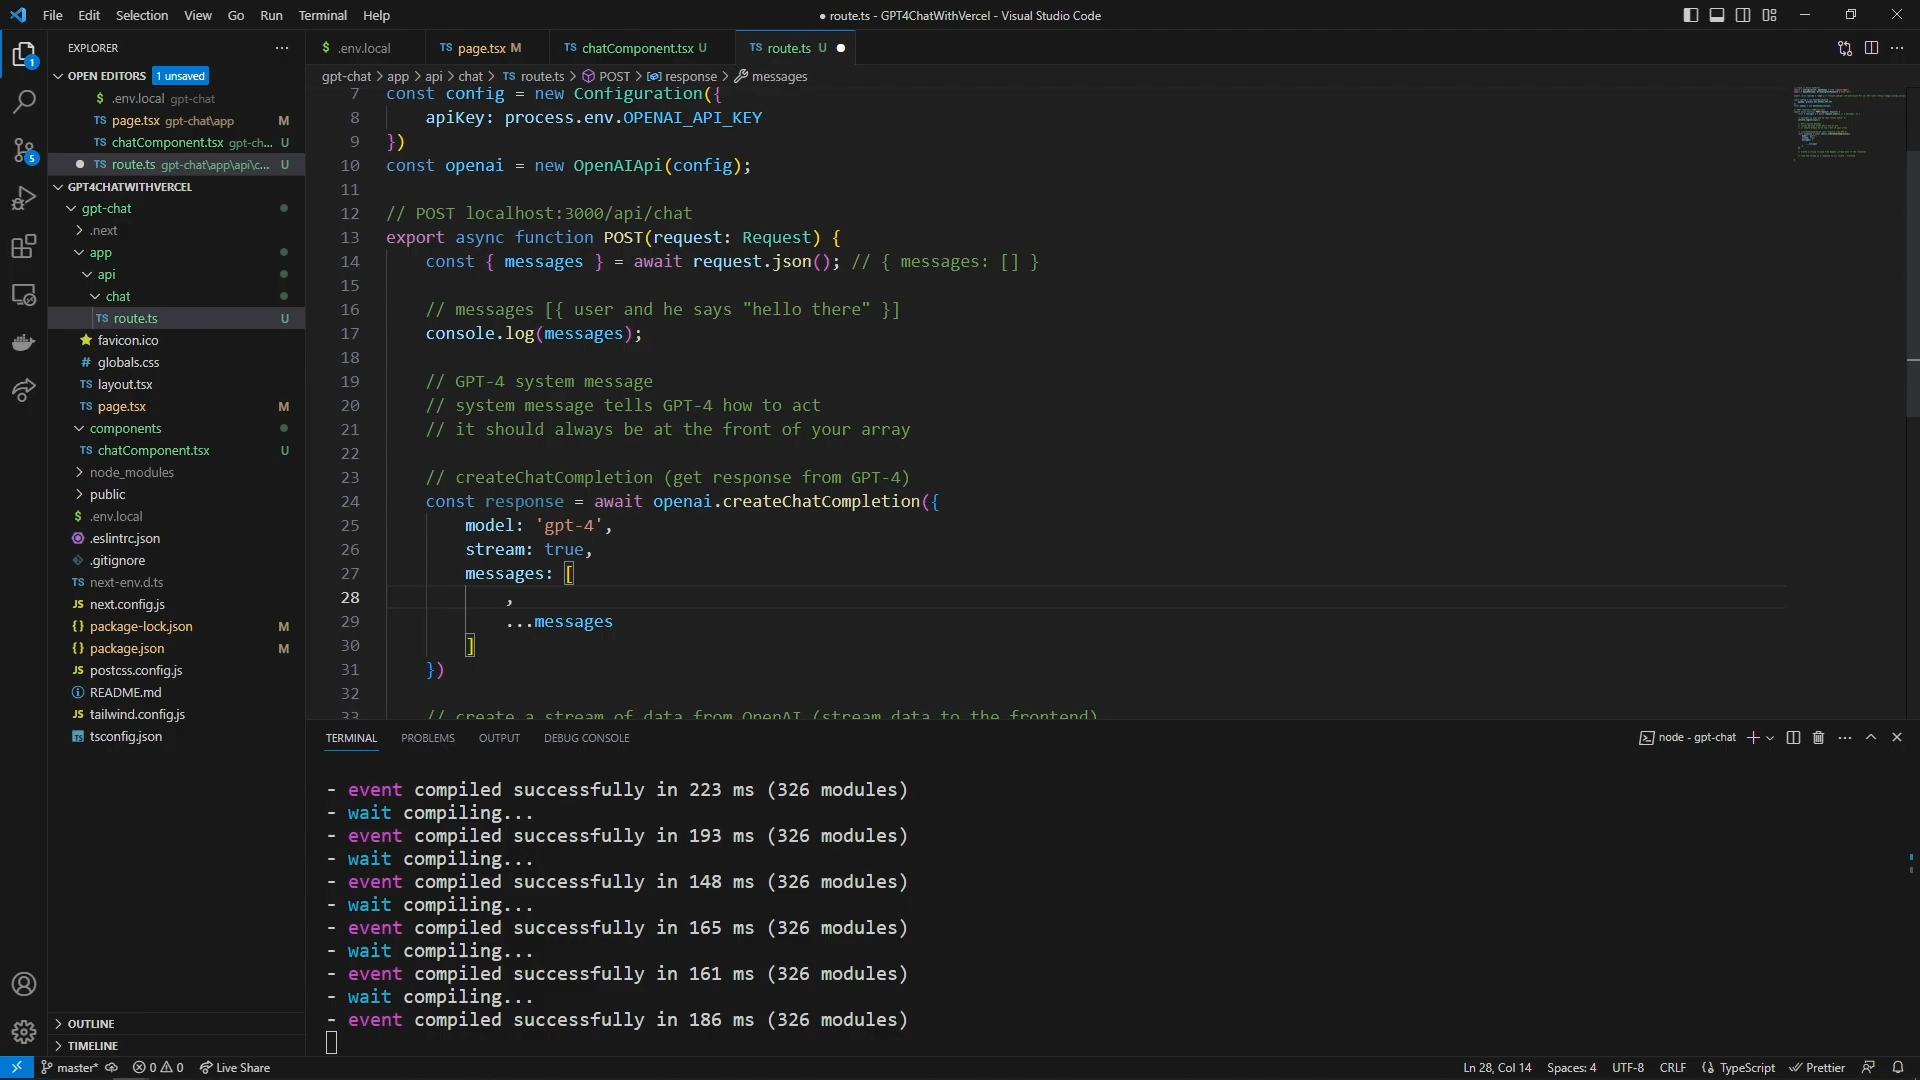 File Edit Selection View Go Run Terminal Help
● route.ts - GPT4ChatWithVercel - Visual Studio Code
EXPLORER
OPEN EDITORS 1 unsaved
$ .env.local gpt-chat
TS page.tsx gpt-chat\app M
TS chatComponent.tsx gpt-ch... U
● TS route.ts gpt-chat\app\api\c... U
GPT4CHATWITHVERCEL
gpt-chat
.next
app
api
chat
TS route.ts U
favicon.ico
# globals.css
TS layout.tsx
TS page.tsx M
components
TS chatComponent.tsx U
node_modules
public
$ .env.local
.eslintrc.json
.gitignore
TS next-env.d.ts
JS next.config.js
{} package-lock.json M
{} package.json M
JS postcss.config.js
README.md
JS tailwind.config.js
TS tsconfig.json
OUTLINE
TIMELINE
1
5
$ .env.local
TS page.tsx M
TS chatComponent.tsx U
TS route.ts U ●
gpt-chat > app > api > chat > TS route.ts > POST > response > messages
7 const config = new Configuration({
8 apiKey: process.env.OPENAI_API_KEY
9 })
10 const openai = new OpenAIApi(config);
11
12 // POST localhost:3000/api/chat
13 export async function POST(request: Request) {
14 const { messages } = await request.json(); // { messages: [] }
15
16 // messages [{ user and he says "hello there" }]
17 console.log(messages);
18
19 // GPT-4 system message
20 // system message tells GPT-4 how to act
21 // it should always be at the front of your array
22
23 // createChatCompletion (get response from GPT-4)
24 const response = await openai.createChatCompletion({
25 model: 'gpt-4',
26 stream: true,
27 messages: [
28 ,
29 ...messages
30 ]
31 })
32
33 // create a stream of data from OpenAI (stream data to the frontend)
TERMINAL PROBLEMS OUTPUT DEBUG CONSOLE
node - gpt-chat
- event compiled successfully in 223 ms (326 modules)
- wait compiling...
- event compiled successfully in 193 ms (326 modules)
- wait compiling...
- event compiled successfully in 148 ms (326 modules)
- wait compiling...
- event compiled successfully in 165 ms (326 modules)
- wait compiling...
- event compiled successfully in 161 ms (326 modules)
- wait compiling...
- event compiled successfully in 186 ms (326 modules)
master* 0 0 Live Share
Ln 28, Col 14 Spaces: 4 UTF-8 CRLF {} TypeScript Prettier